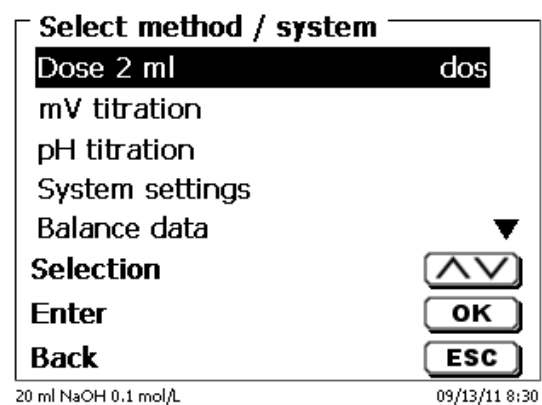 Select method / system
Dose 2 ml dos
mV titration
pH titration
System settings
Balance data
Selection
Enter OK
Back ESC
20 ml NaOH 0.1 mol/L 09/13/11 8:30